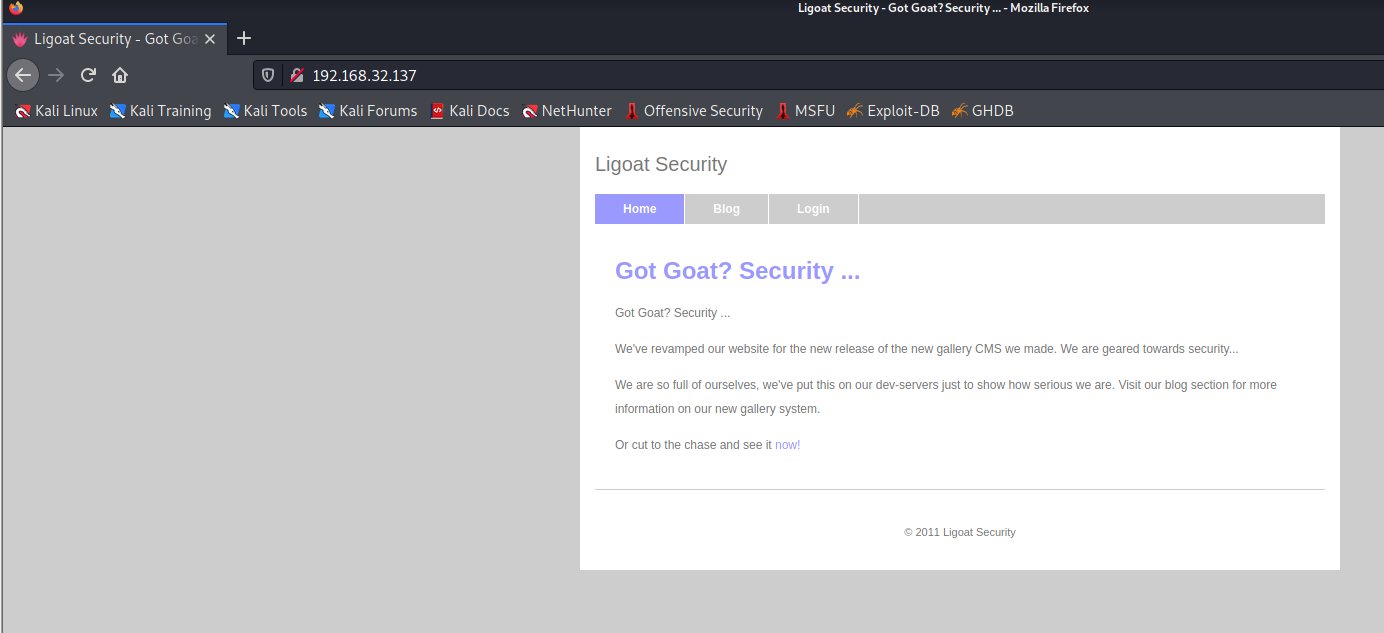 Ligoat Security - Got Goat? Security ... - Mozilla Firefox
Ligoat Security - Got Goa
192.168.32.137
Kali Linux Kali Training Kali Tools Kali Forums Kali Docs NetHunter Offensive Security MSFU Exploit-DB GHDB
Ligoat Security
Home Blog Login
Got Goat? Security ...
Got Goat? Security ...
We've revamped our website for the new release of the new gallery CMS we made. We are geared towards security...
We are so full of ourselves, we've put this on our dev-servers just to show how serious we are. Visit our blog section for more
information on our new gallery system.
Or cut to the chase and see it now!
© 2011 Ligoat Security